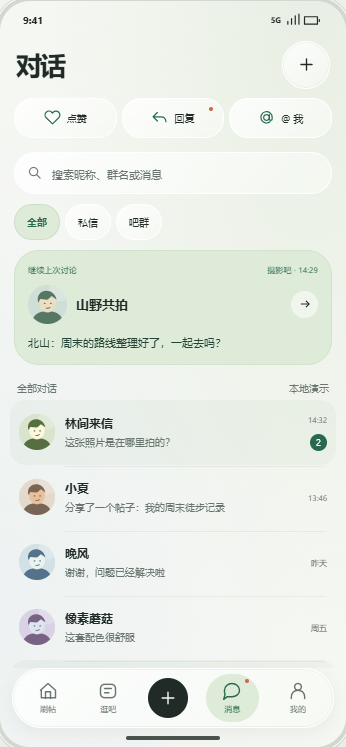 9:41 5G
对话
点赞 回复 @ 我
搜索昵称、群名或消息
全部 私信 吧群
继续上次讨论 摄影吧 · 14:29
山野共拍
北山：周末的路线整理好了，一起去吗？
全部对话 本地演示
林间来信 14:32
这张照片是在哪里拍的？ 2
小夏
分享了一个帖子：我的周末徒步记录 13:46
晚风
谢谢，问题已经解决啦 昨天
像素蘑菇
这套配色很舒服 周五
刷帖 逛吧 消息 我的